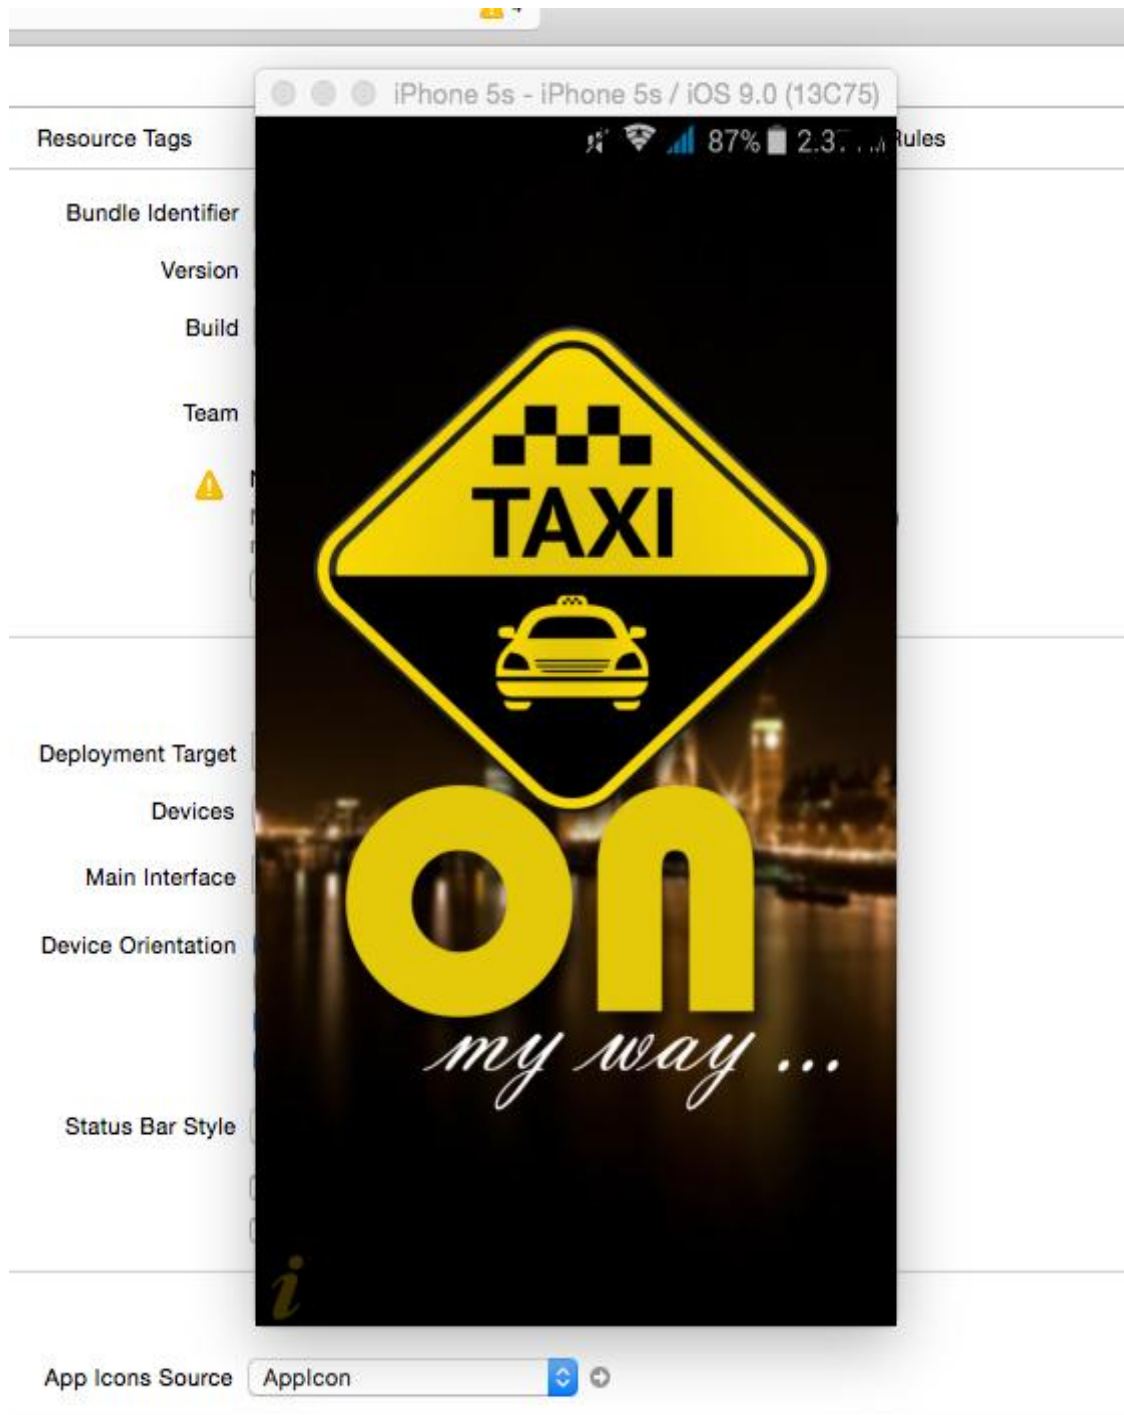 iPhone 5s - iPhone 5s / iOS 9.0 (13C75)
Resource Tags
87%
Rules
Bundle Identifier
Version
Build
Team
TAXI
Deployment Target
Devices
Main Interface
on
Device Orientation
my way ...
Status Bar Style
i
App Icons Source AppIcon